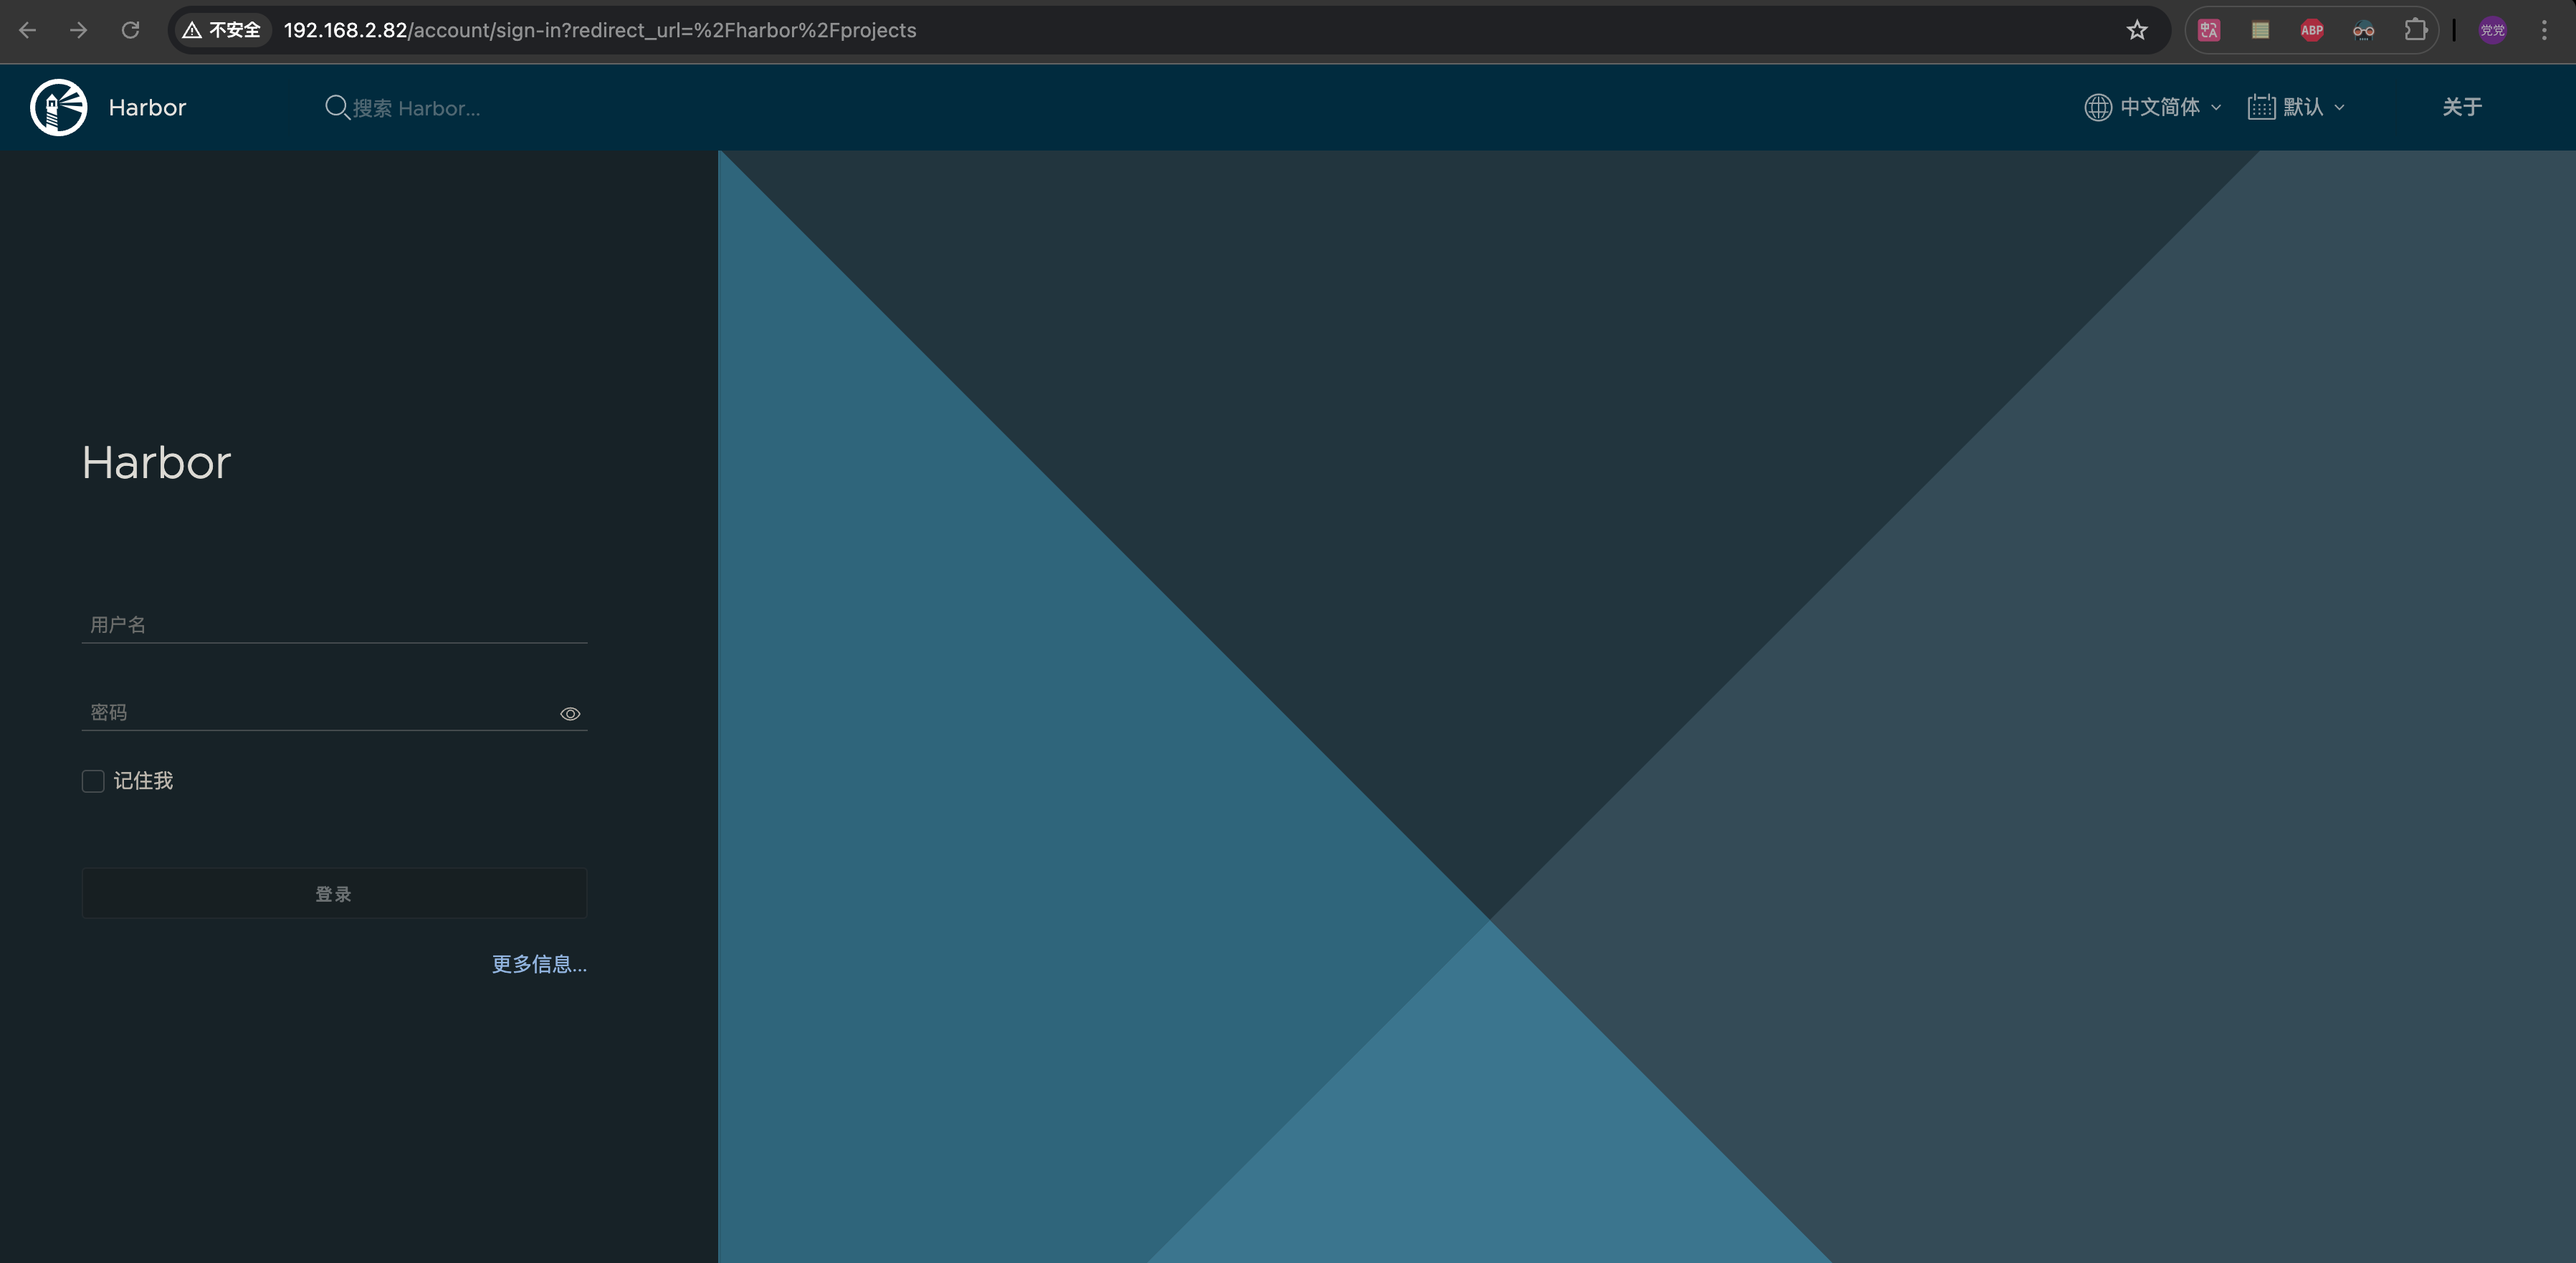 不安全 192.168.2.82/account/sign-in?redirect_url=%2Fharbor%2Fprojects
ABP
党党
Harbor 搜索 Harbor... 中文简体 默认 关于
Harbor
用户名
密码
记住我
登录
更多信息...